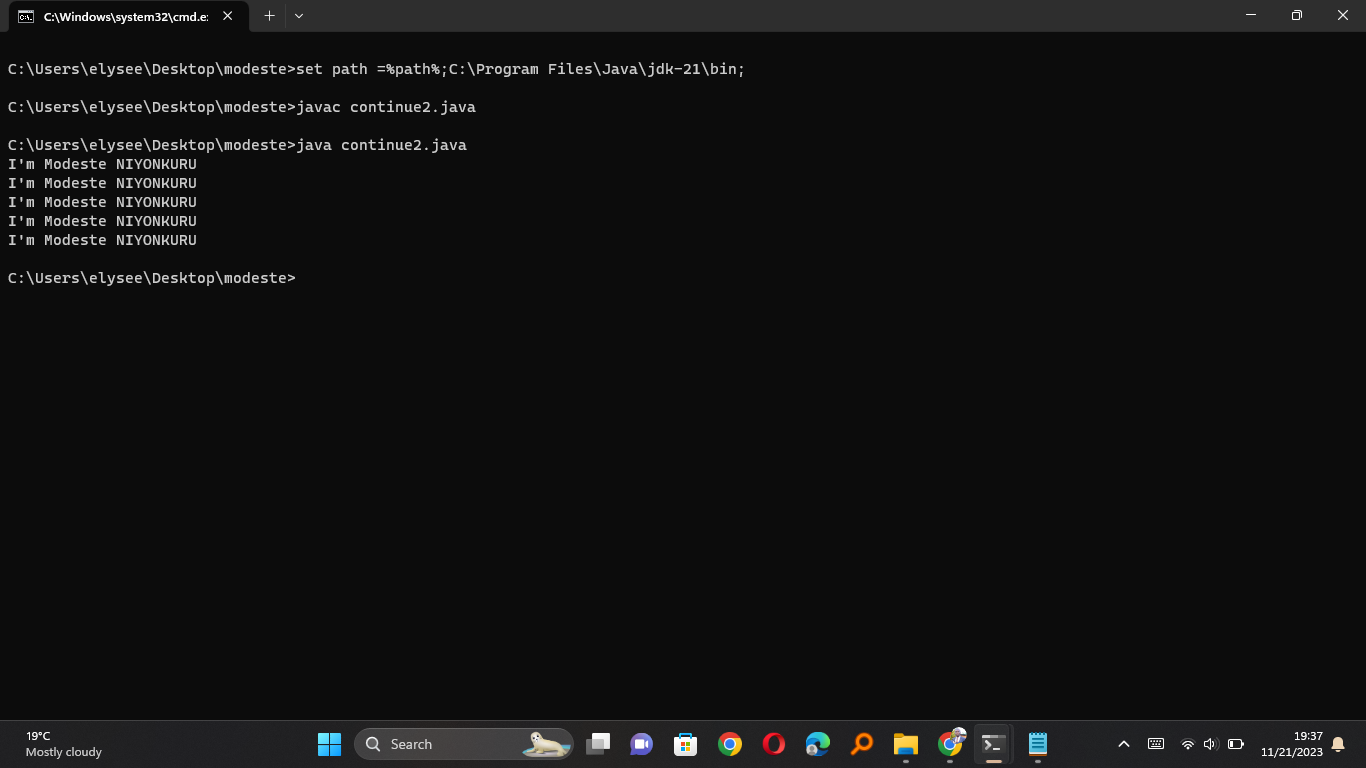 C:\Windows\system32\cmd.e:
C:\Users\elysee\Desktop\modeste>set path =%path%;C:\Program Files\Java\jdk-21\bin;
C:\Users\elysee\Desktop\modeste>javac continue2.java
C:\Users\elysee\Desktop\modeste>java continue2.java
I'm Modeste NIYONKURU
I'm Modeste NIYONKURU
I'm Modeste NIYONKURU
I'm Modeste NIYONKURU
I'm Modeste NIYONKURU
C:\Users\elysee\Desktop\modeste>
19°C
Mostly cloudy
Search
19:37
11/21/2023